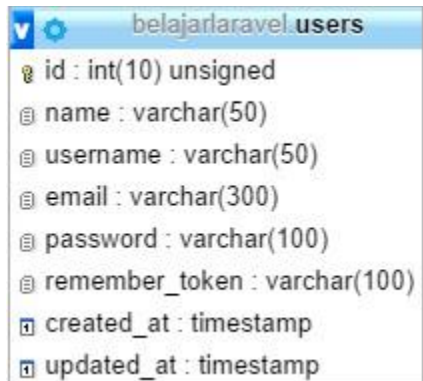 v belajarlaravel.users
id : int(10) unsigned
name : varchar(50)
username : varchar(50)
email : varchar(300)
password : varchar(100)
remember_token : varchar(100)
created_at : timestamp
updated_at : timestamp